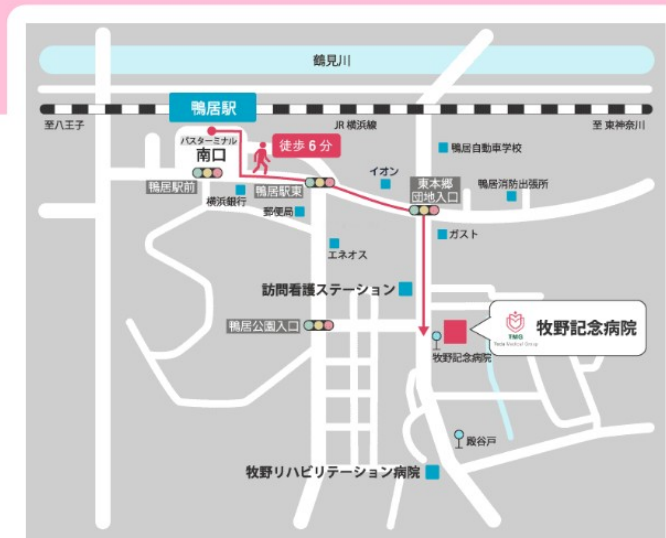 鶴見川
鴨居駅
至八王子
JR 横浜線
至 東神奈川
バスターミナル
南口
徒歩 6 分
鴨居自動車学校
鴨居駅前
横浜銀行
鴨居駅東
イオン
東本郷
団地入口
鴨居消防出張所
郵便局
ガスト
エネオス
訪問看護ステーション
鴨居公園入口
TMG
Toda Medical Group
牧野記念病院
牧野記念病院
殿谷戸
牧野リハビリテーション病院